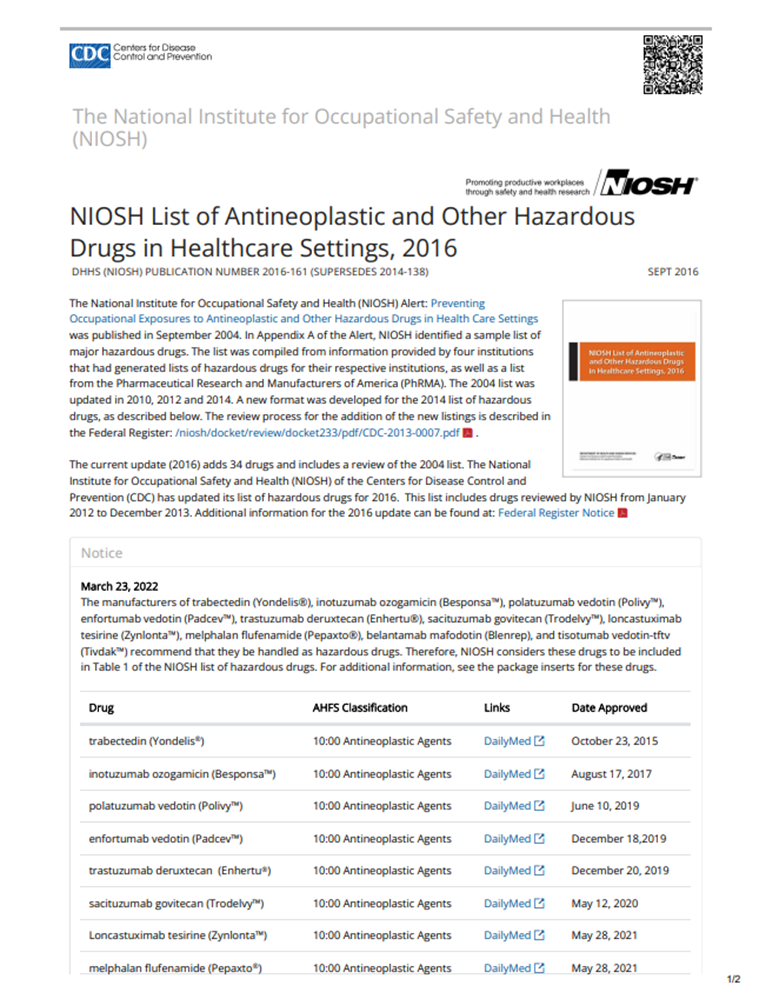 CDC Centers for Disease
Control and Prevention
The National Institute for Occupational Safety and Health
(NIOSH)
Promoting productive workplaces
through safety and health research
NIOSH®
NIOSH List of Antineoplastic and Other Hazardous
Drugs in Healthcare Settings, 2016
DHHS (NIOSH) PUBLICATION NUMBER 2016-161 (SUPERSEDES 2014-138) SEPT 2016
The National Institute for Occupational Safety and Health (NIOSH) Alert: Preventing
Occupational Exposures to Antineoplastic and Other Hazardous Drugs in Health Care Settings
was published in September 2004. In Appendix A of the Alert, NIOSH identified a sample list of
major hazardous drugs. The list was compiled from information provided by four institutions
that had generated lists of hazardous drugs for their respective institutions, as well as a list
from the Pharmaceutical Research and Manufacturers of America (PhRMA). The 2004 list was
updated in 2010, 2012 and 2014. A new format was developed for the 2014 list of hazardous
drugs, as described below. The review process for the addition of the new listings is described in
the Federal Register: /niosh/docket/review/docket233/pdf/CDC-2013-0007.pdf .
NIOSH List of Antineoplastic
and Other Hazardous Drugs
in Healthcare Settings, 2016
The current update (2016) adds 34 drugs and includes a review of the 2004 list. The National
Institute for Occupational Safety and Health (NIOSH) of the Centers for Disease Control and
Prevention (CDC) has updated its list of hazardous drugs for 2016. This list includes drugs reviewed by NIOSH from January
2012 to December 2013. Additional information for the 2016 update can be found at: Federal Register Notice
Notice
March 23, 2022
The manufacturers of trabectedin (Yondelis®), inotuzumab ozogamicin (Besponsa™), polatuzumab vedotin (Polivy™),
enfortumab vedotin (Padcev™), trastuzumab deruxtecan (Enhertu®), sacituzumab govitecan (Trodelvy™), loncastuximab
tesirine (Zynlonta™), melphalan flufenamide (Pepaxto®), belantamab mafodotin (Blenrep), and tisotumab vedotin-tftv
(Tivdak™) recommend that they be handled as hazardous drugs. Therefore, NIOSH considers these drugs to be included
in Table 1 of the NIOSH list of hazardous drugs. For additional information, see the package inserts for these drugs.
Drug AHFS Classification Links Date Approved
trabectedin (Yondelis®) 10:00 Antineoplastic Agents DailyMed October 23, 2015
inotuzumab ozogamicin (Besponsa™) 10:00 Antineoplastic Agents DailyMed August 17, 2017
polatuzumab vedotin (Polivy™) 10:00 Antineoplastic Agents DailyMed June 10, 2019
enfortumab vedotin (Padcev™) 10:00 Antineoplastic Agents DailyMed December 18,2019
trastuzumab deruxtecan (Enhertu®) 10:00 Antineoplastic Agents DailyMed December 20, 2019
sacituzumab govitecan (Trodelvy™) 10:00 Antineoplastic Agents DailyMed May 12, 2020
Loncastuximab tesirine (Zynlonta™) 10:00 Antineoplastic Agents DailyMed May 28, 2021
melphalan flufenamide (Pepaxto®) 10:00 Antineoplastic Agents DailyMed May 28, 2021
1/2